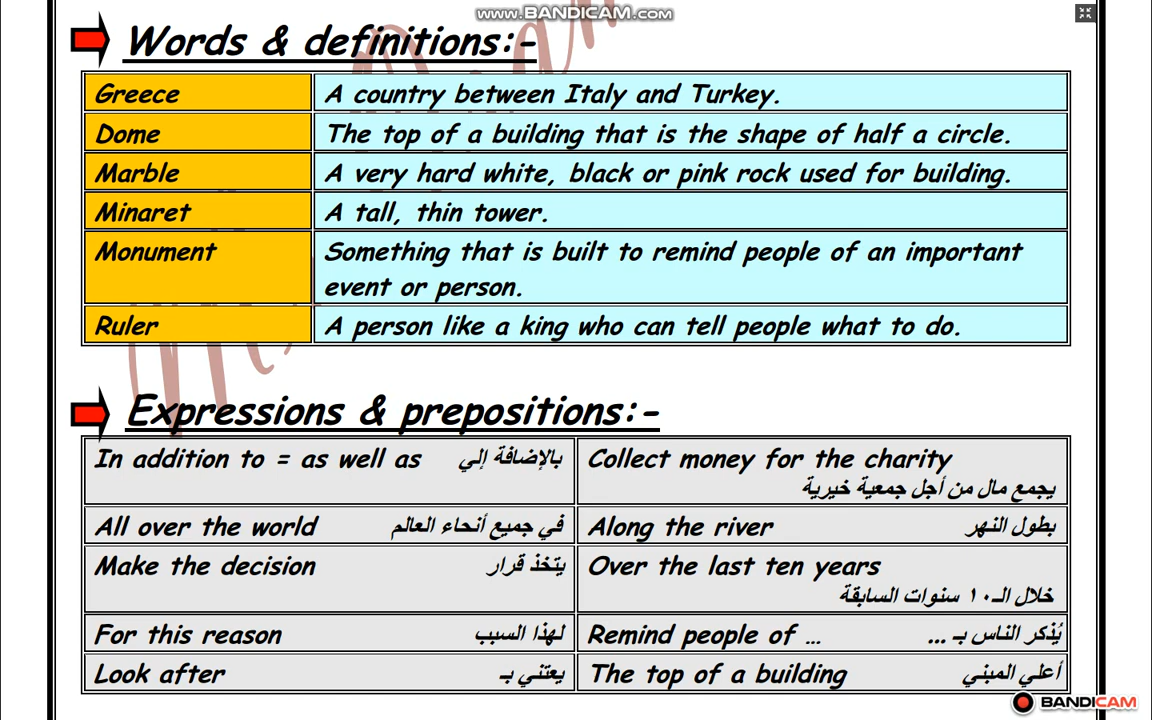 www.BANDICAM.com
Words & definitions:-
Greece A country between Italy and Turkey.
Dome The top of a building that is the shape of half a circle.
Marble A very hard white, black or pink rock used for building.
Minaret A tall, thin tower.
Monument Something that is built to remind people of an important
event or person.
Ruler A person like a king who can tell people what to do.
Expressions & prepositions:-
In addition to = as well as بالإضافة إلي
Collect money for the charity
يجمع مال من أجل جمعية خيرية
All over the world في جميع أنحاء العالم
Along the river بطول النهر
Make the decision يتخذ قرار
Over the last ten years
خلال الـ١٠ سنوات السابقة
For this reason لهذا السبب
Remind people of ... يُذكر الناس بـ ...
Look after يعتني بـ
The top of a building أعلي المبني
BANDICAM